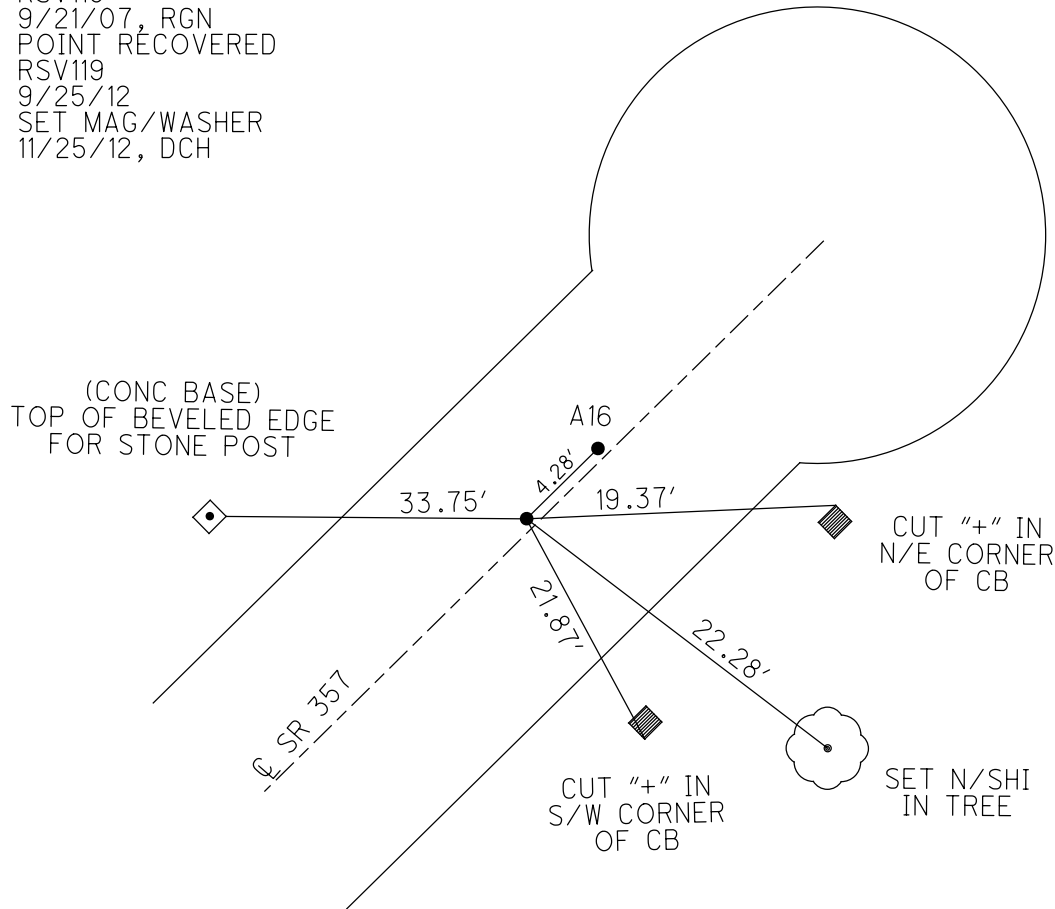 9/21/07, RGN
POINT RECOVERED
RSV119
9/25/12
SET MAG/WASHER
11/25/12, DCH
(CONC BASE)
TOP OF BEVELED EDGE
FOR STONE POST
A16
4.28'
33.75'
19.37'
CUT "+" IN
N/E CORNER
OF CB
21.87'
22.28'
℄ SR 357
CUT "+" IN
S/W CORNER
OF CB
SET N/SHI
IN TREE